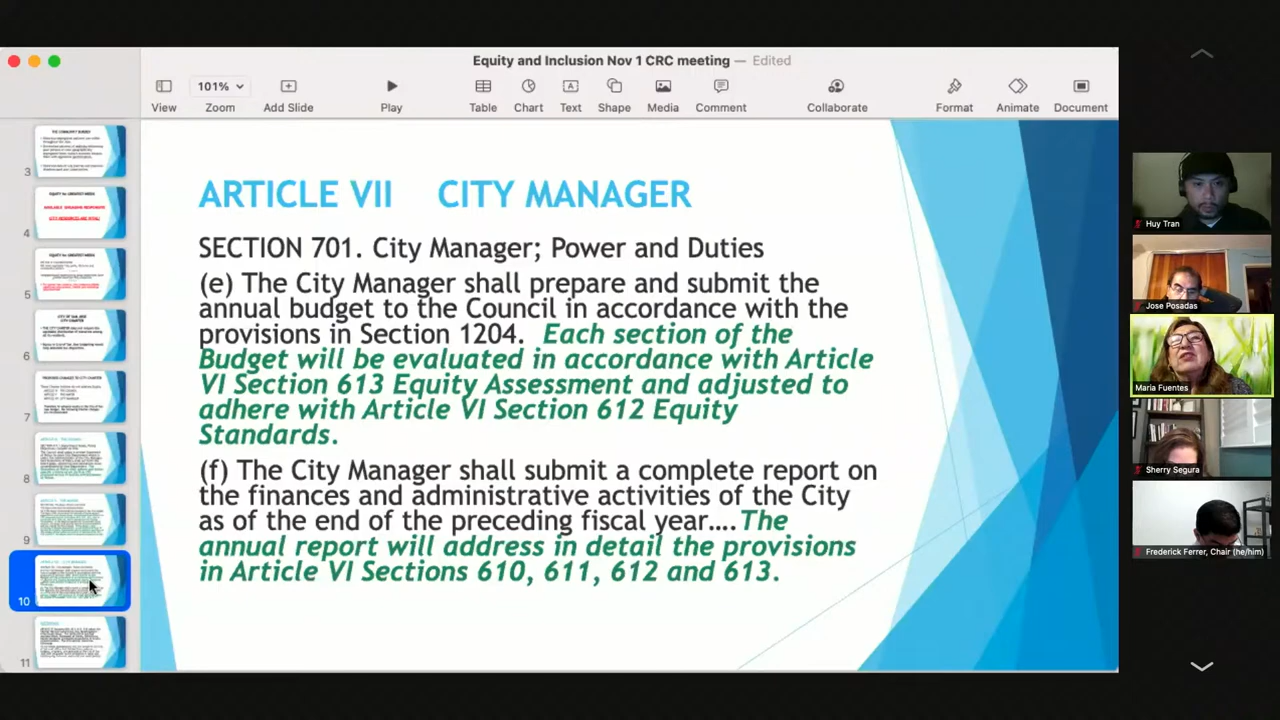 Equity and Inclusion Nov 1 CRC meeting — Edited
101%
View
Zoom
Add Slide
Play
Table
Chart
Text
Shape
Media
Comment
Collaborate
Format
Animate
Document
3
4
5
6
7
8
9
10
11
ARTICLE VII CITY MANAGER
SECTION 701. City Manager; Power and Duties
(e) The City Manager shall prepare and submit the
annual budget to the Council in accordance with the
provisions in Section 1204. Each section of the
Budget will be evaluated in accordance with Article
VI Section 613 Equity Assessment and adjusted to
adhere with Article VI Section 612 Equity
Standards.
(f) The City Manager shall submit a complete report on
the finances and administrative activities of the City
as of the end of the preceding fiscal year....The
annual report will address in detail the provisions
in Article VI Sections 610, 611, 612 and 613.
Huy Tran
Jose Posadas
Maria Fuentes
Sherry Segura
Frederick Ferrer, Chair (he/him)